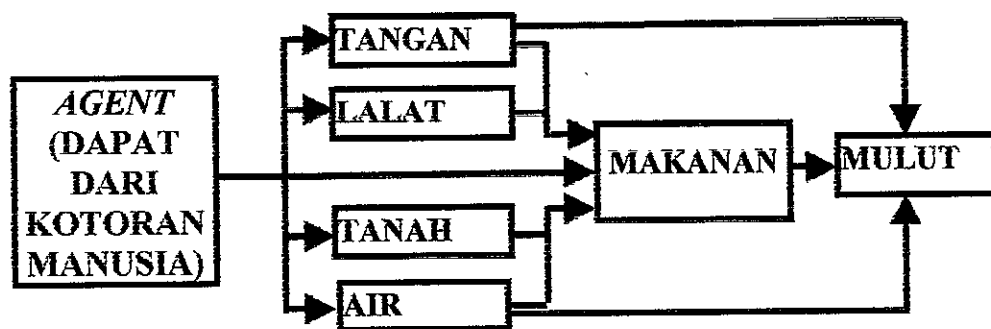 AGENT
(DAPAT
DARI
KOTORAN
MANUSIA)
TANGAN
LALAT
TANAH
AIR
MAKANAN
MULUT